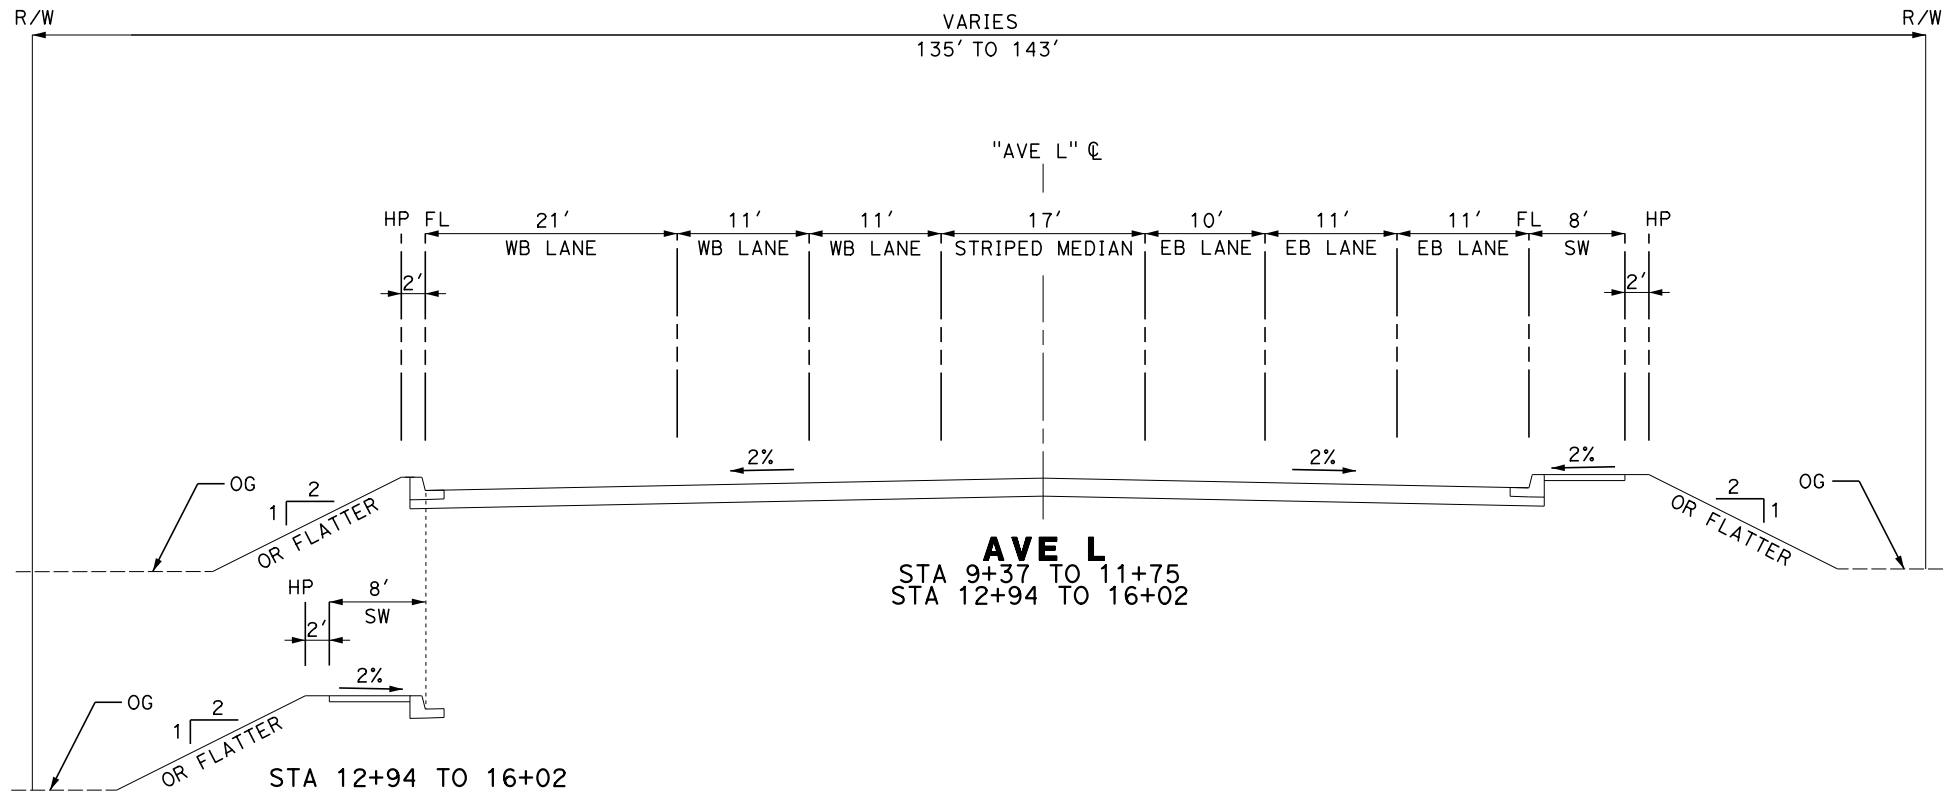 R/W
VARIES
R/W
135' TO 143'
"AVE L" ℄
HP FL 21' 11' 11' 17' 10' 11' 11' FL 8' HP
WB LANE WB LANE WB LANE STRIPED MEDIAN EB LANE EB LANE EB LANE SW
2' 2'
2% 2% 2%
OG 2 1 OR FLATTER
2 1 OR FLATTER OG
AVE L
STA 9+37 TO 11+75
STA 12+94 TO 16+02
HP 8'
SW
2'
2%
OG 2 1 OR FLATTER
STA 12+94 TO 16+02